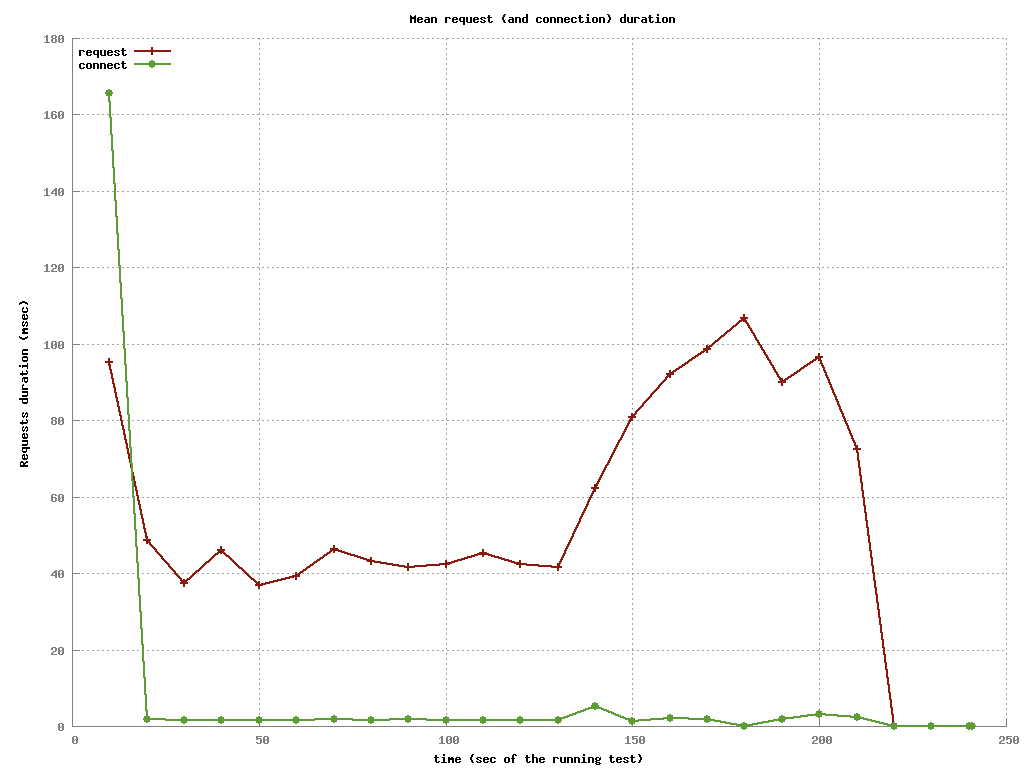 Mean request (and connection) duration
request
connect
180
160
140
120
100
80
60
40
20
0
Requests duration (msec)
0 50 100 150 200 250
time (sec of the running test)